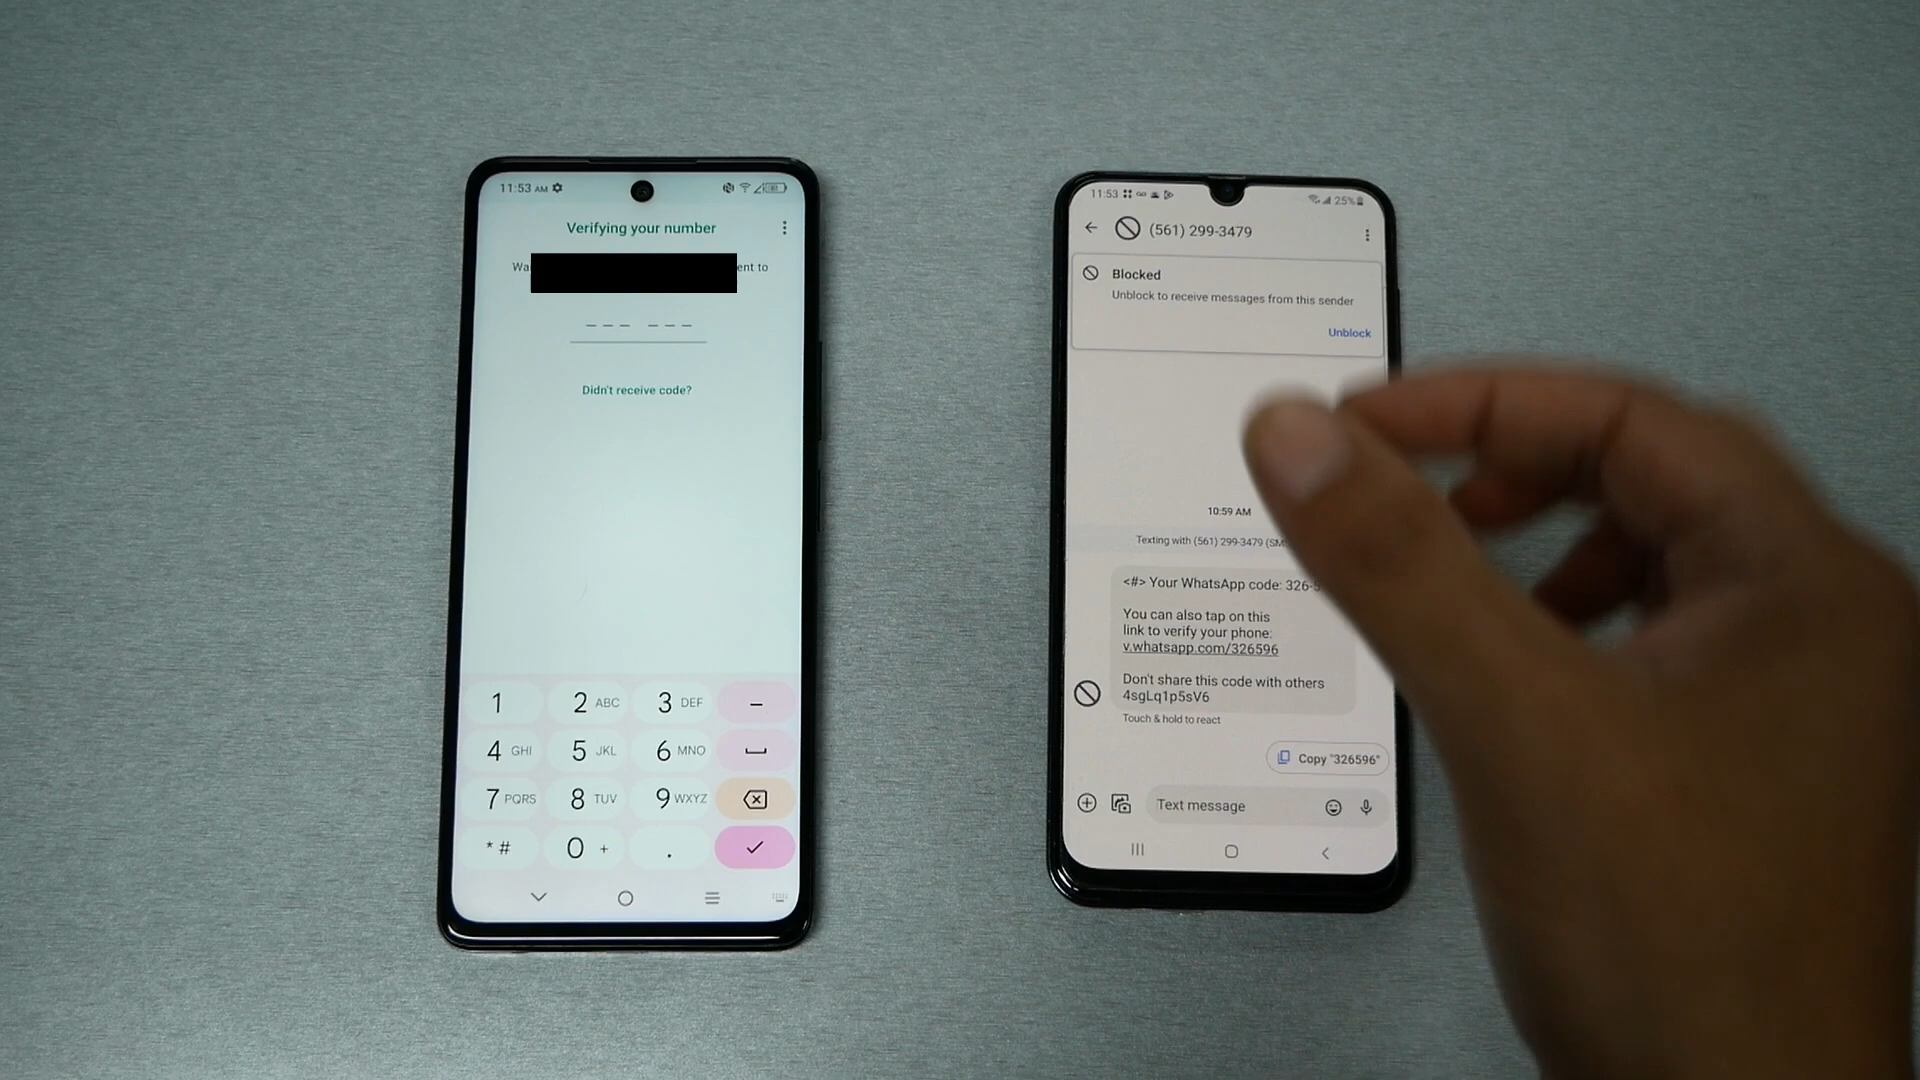 11:53 AM
Verifying your number
Wa
ent to
Didn't receive code?
1
2 ABC
3 DEF
–
4 GHI
5 JKL
6 MNO
7 PQRS
8 TUV
9 WXYZ
* #
0 +
.
11:53
25%
(561) 299-3479
Blocked
Unblock to receive messages from this sender
Unblock
10:59 AM
Texting with (561) 299-3479 (SM
<#> Your WhatsApp code: 326-5
You can also tap on this
link to verify your phone:
v.whatsapp.com/326596
Don't share this code with others
4sgLq1p5sV6
Touch & hold to react
Copy "326596"
Text message